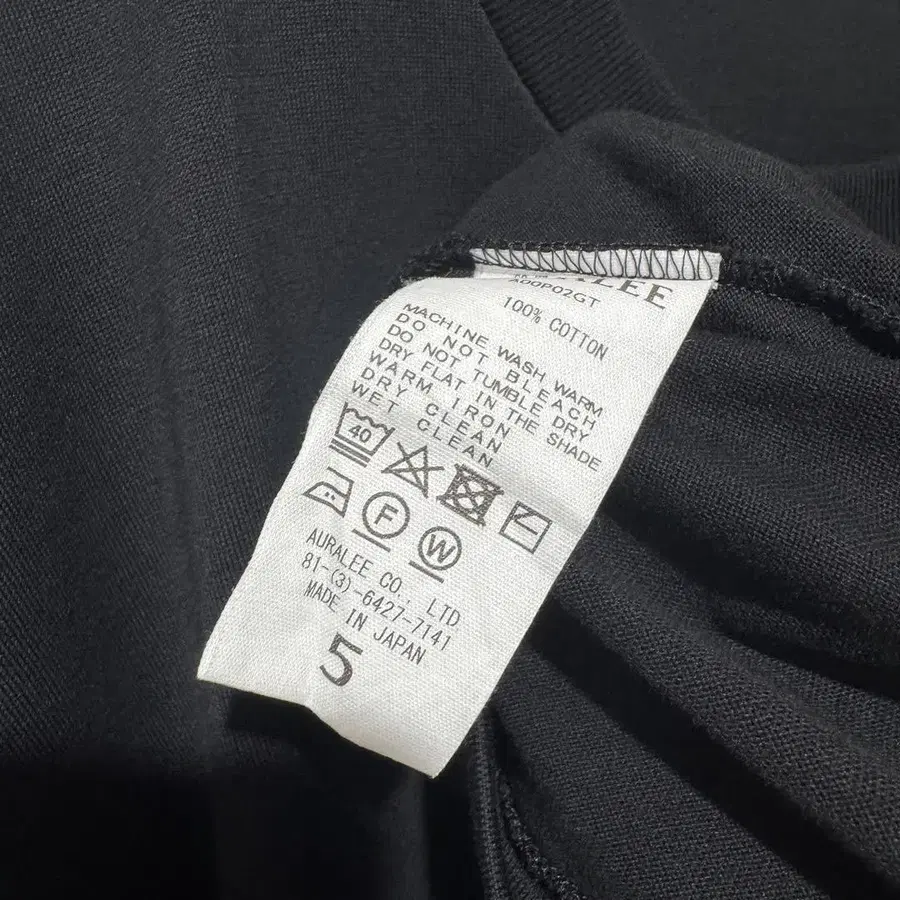 A00P02GT
100% COTTON
MACHINE WASH WARM
DO NOT BLEACH
DO NOT TUMBLE DRY
DRY FLAT IN THE SHADE
WARM IRON
DRY CLEAN
WET CLEAN
40
F
W
AURALEE CO., LTD
81-(3)-6427-7141
MADE IN JAPAN
5